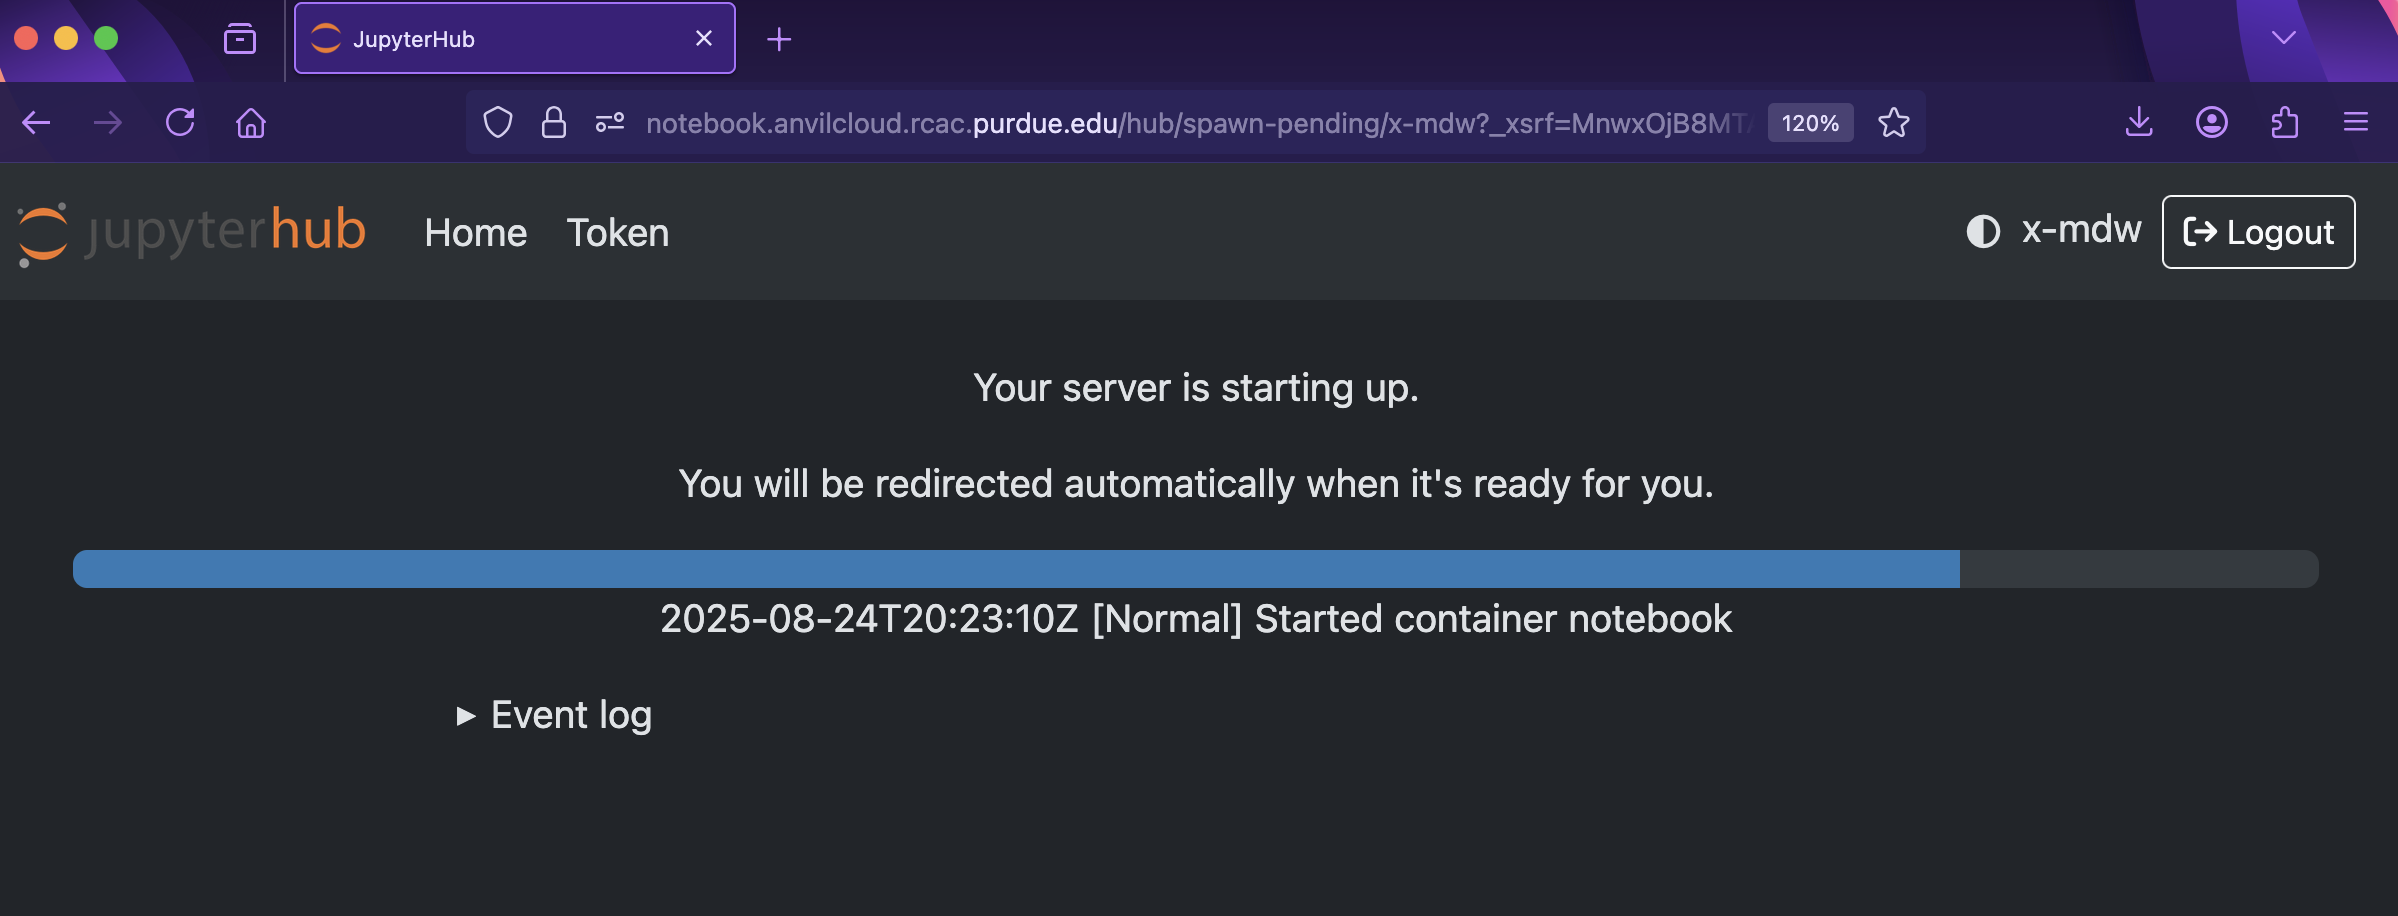 JupyterHub
notebook.anvilcloud.rcac.purdue.edu/hub/spawn-pending/x-mdw?_xsrf=MnwxOjB8MT
120%
jupyterhub
Home
Token
x-mdw
Logout
Your server is starting up.
You will be redirected automatically when it's ready for you.
2025-08-24T20:23:10Z [Normal] Started container notebook
Event log